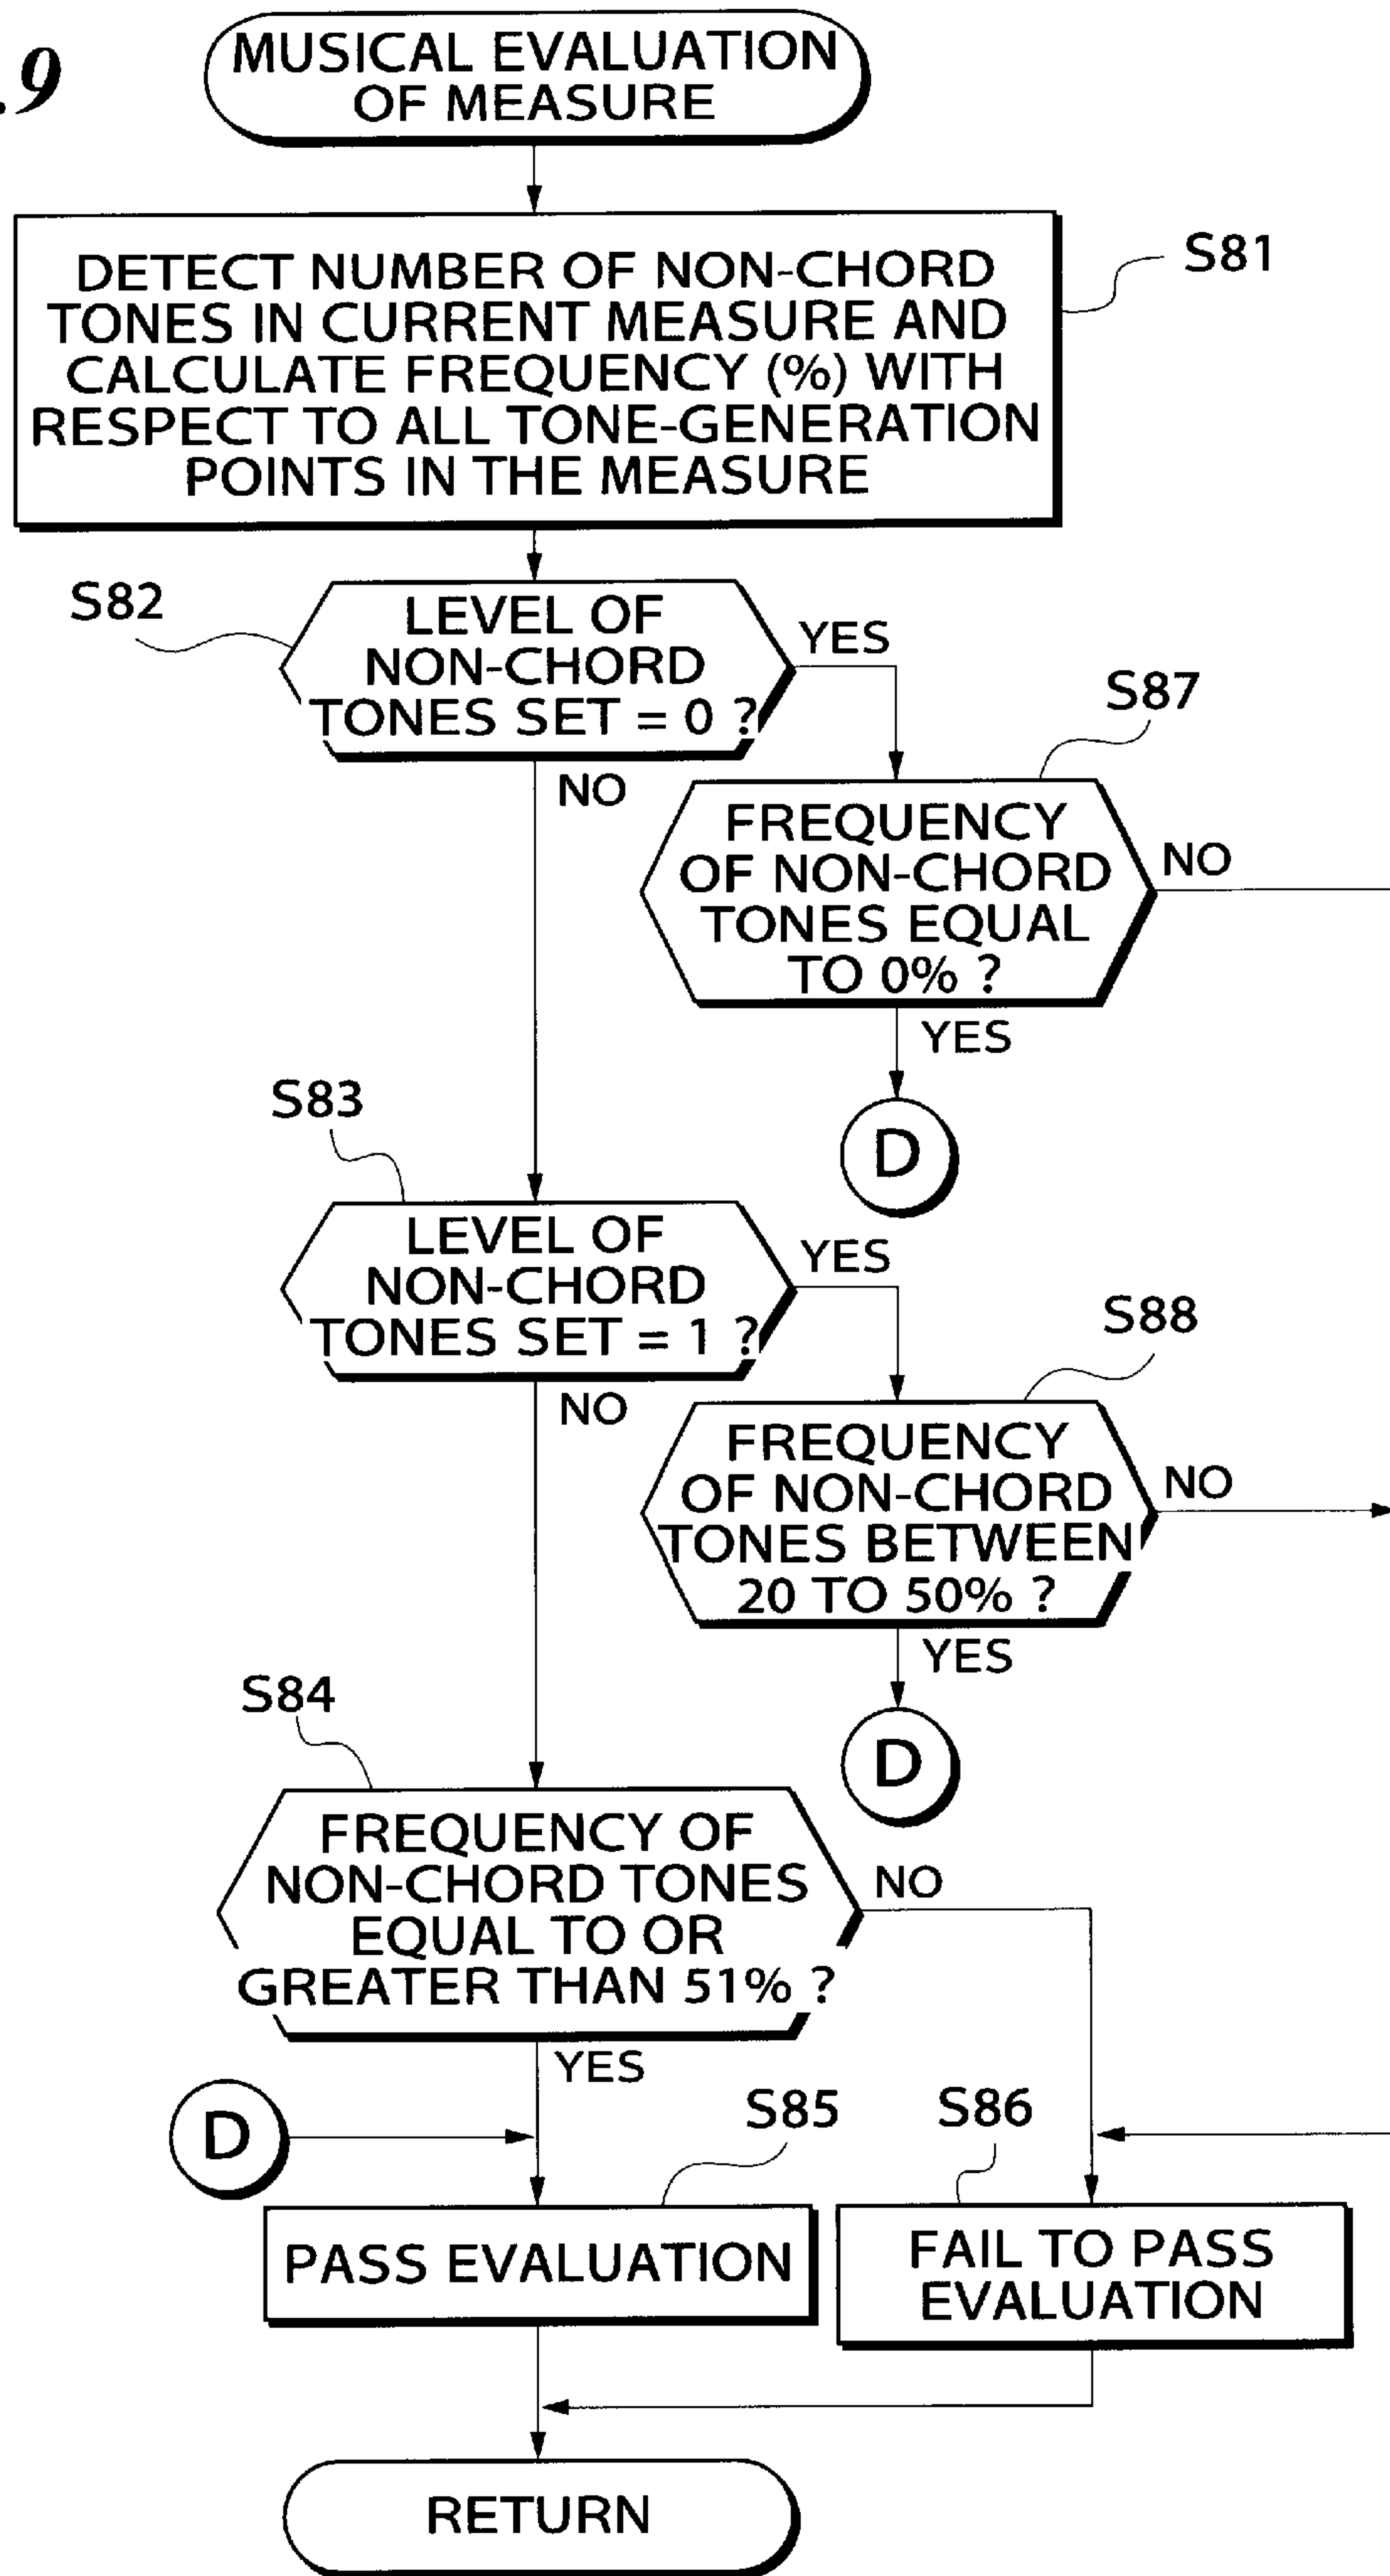 .9
MUSICAL EVALUATION
OF MEASURE
DETECT NUMBER OF NON-CHORD
TONES IN CURRENT MEASURE AND
CALCULATE FREQUENCY (%) WITH
RESPECT TO ALL TONE-GENERATION
POINTS IN THE MEASURE
S81
S82
LEVEL OF
NON-CHORD
TONES SET = 0 ?
YES
NO
S87
FREQUENCY
OF NON-CHORD
TONES EQUAL
TO 0% ?
NO
YES
D
S83
LEVEL OF
NON-CHORD
TONES SET = 1 ?
YES
NO
S88
FREQUENCY
OF NON-CHORD
TONES BETWEEN
20 TO 50% ?
NO
YES
D
S84
FREQUENCY OF
NON-CHORD TONES
EQUAL TO OR
GREATER THAN 51% ?
NO
YES
D
S85
S86
PASS EVALUATION
FAIL TO PASS
EVALUATION
RETURN